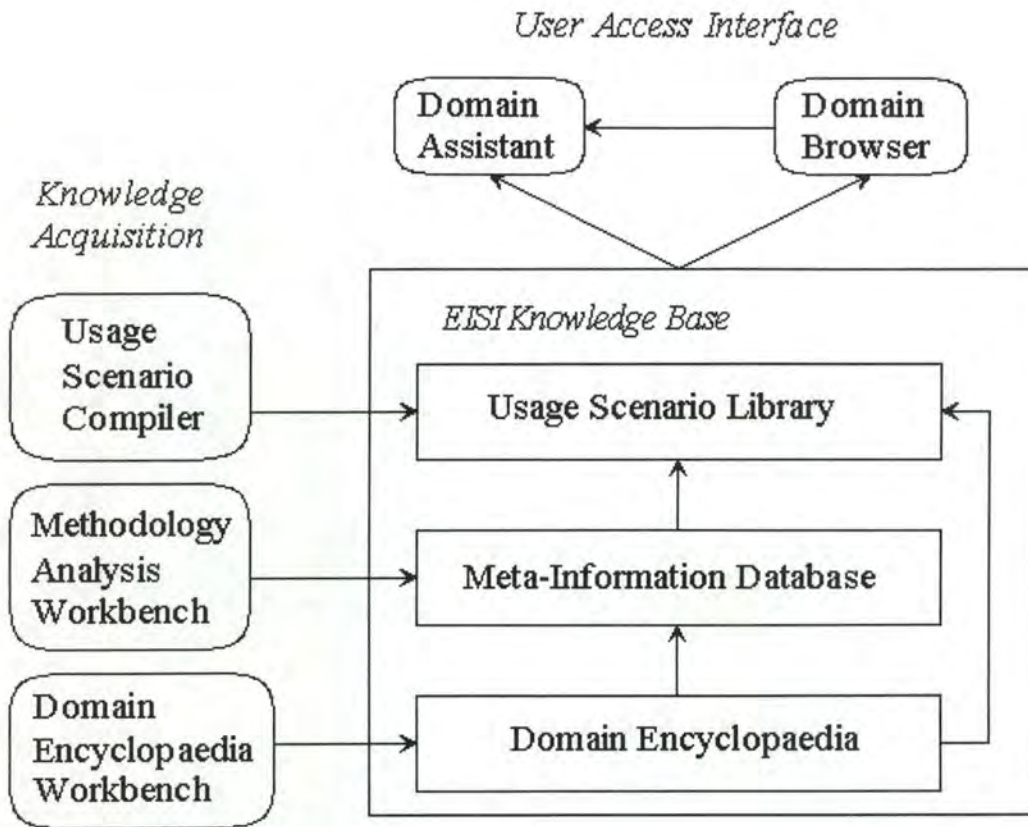 User Access Interface
Domain
Assistant
Domain
Browser
Knowledge
Acquisition
Usage
Scenario
Compiler
Methodology
Analysis
Workbench
Domain
Encyclopaedia
Workbench
EISI Knowledge Base
Usage Scenario Library
Meta-Information Database
Domain Encyclopaedia